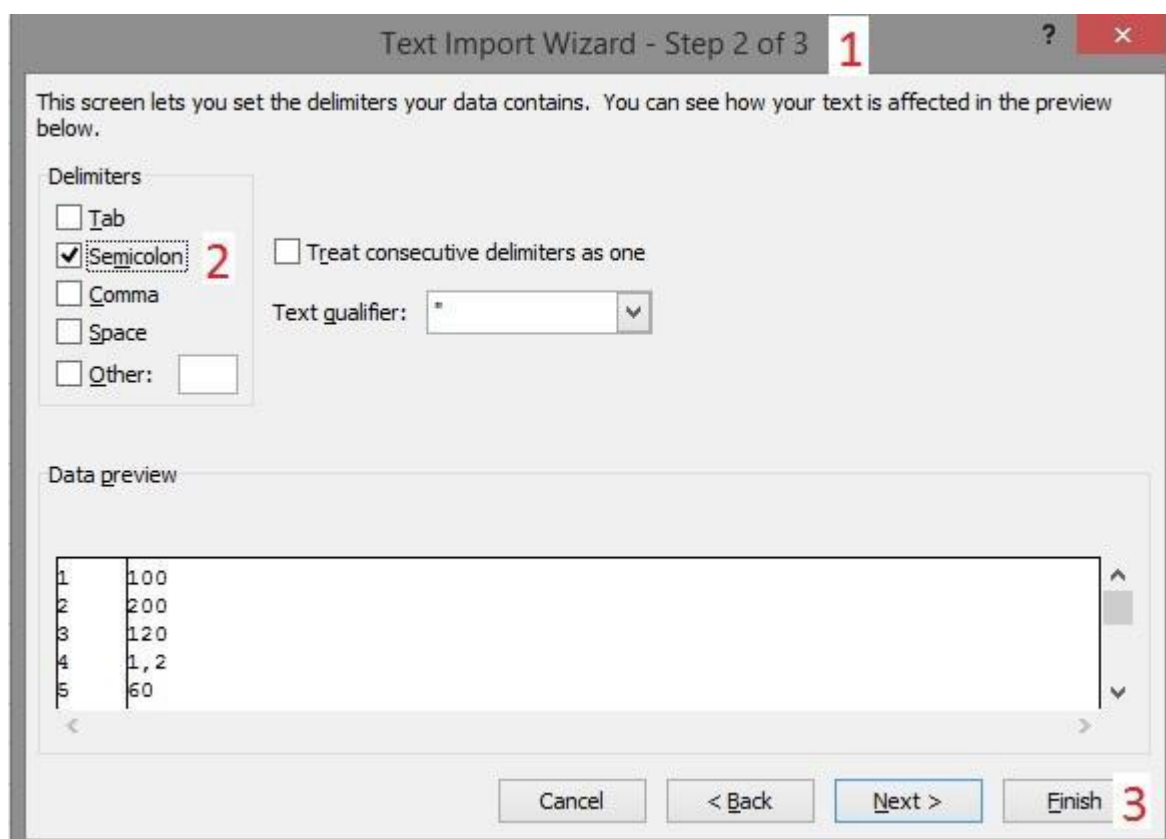 Text Import Wizard - Step 2 of 3 1
? ×
This screen lets you set the delimiters your data contains. You can see how your text is affected in the preview
below.
Delimiters
Tab
Semicolon 2
Comma
Space
Other:
Treat consecutive delimiters as one
Text qualifier: "
Data preview
1 100
2 200
3 120
4 1,2
5 60
Cancel < Back Next > Finish 3